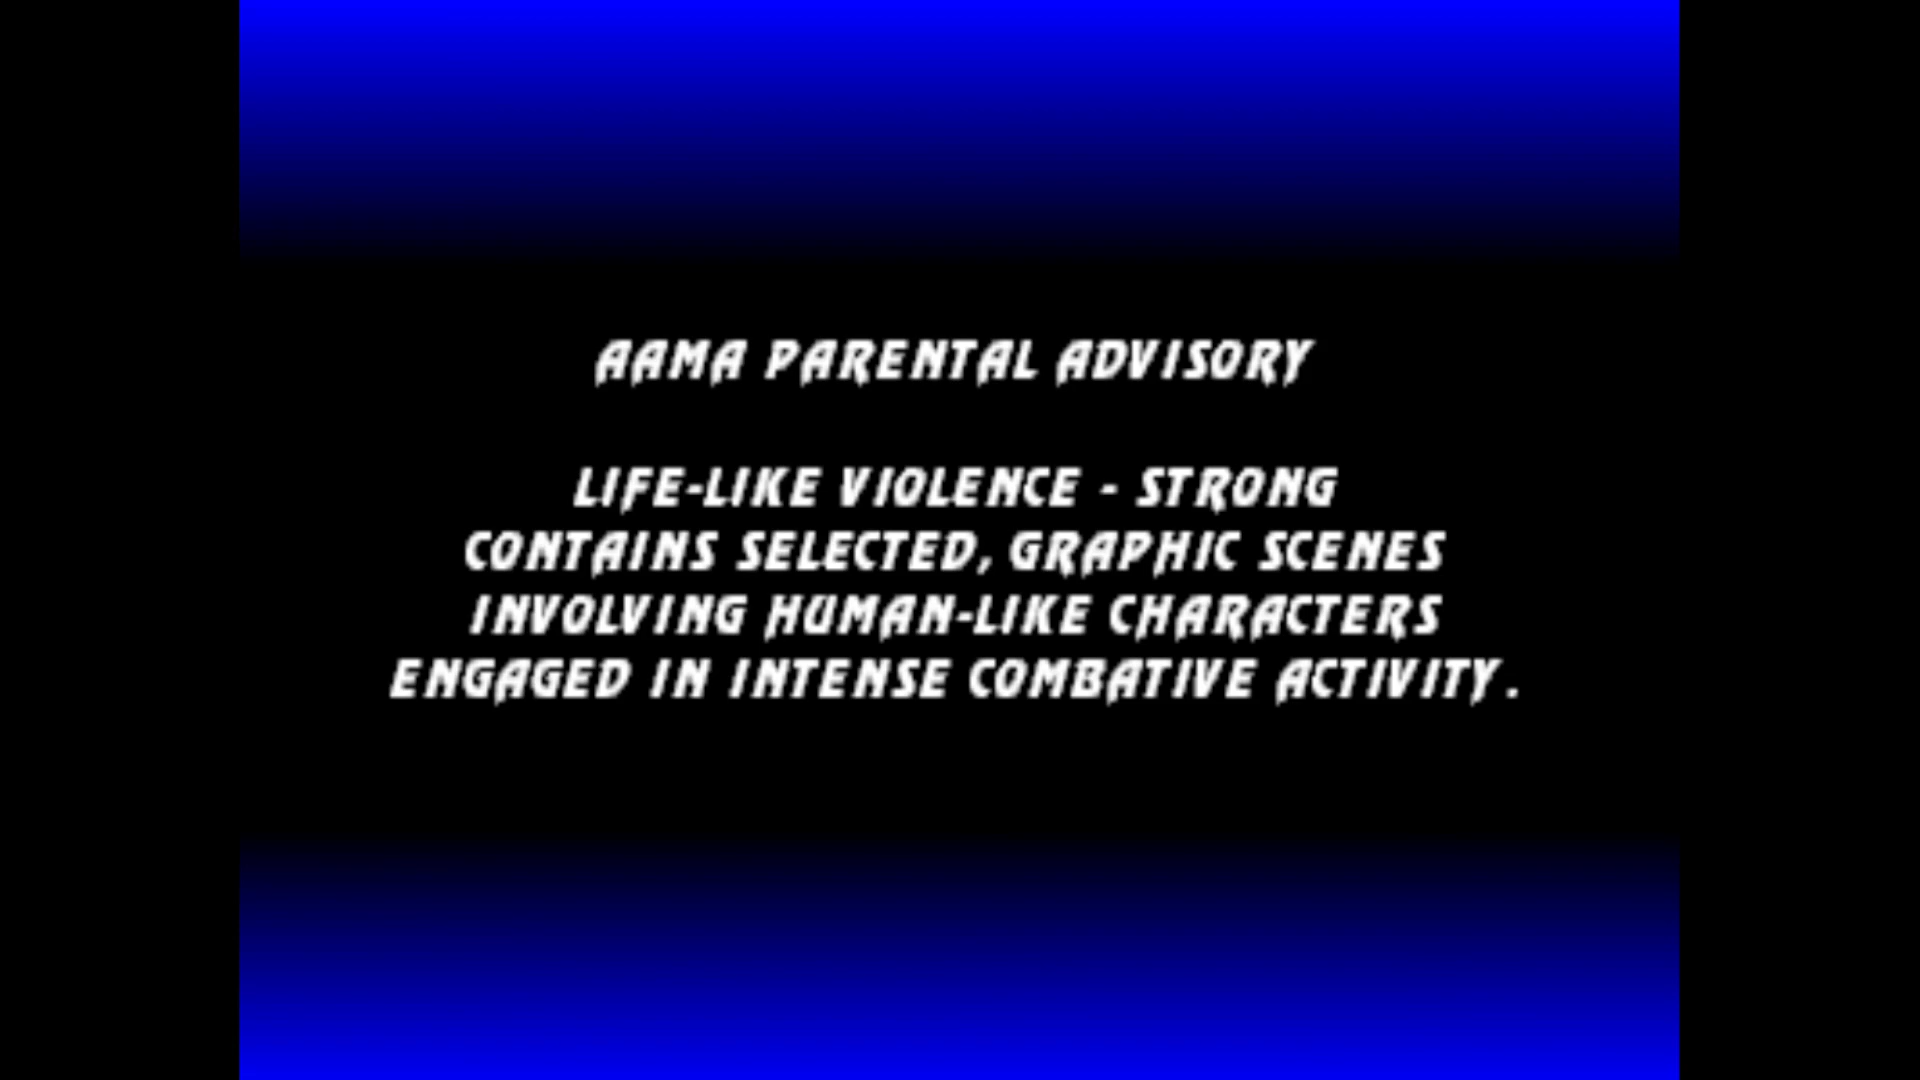 AAMA PARENTAL ADVISORY
LIFE-LIKE VIOLENCE - STRONG
CONTAINS SELECTED, GRAPHIC SCENES
INVOLVING HUMAN-LIKE CHARACTERS
ENGAGED IN INTENSE COMBATIVE ACTIVITY.